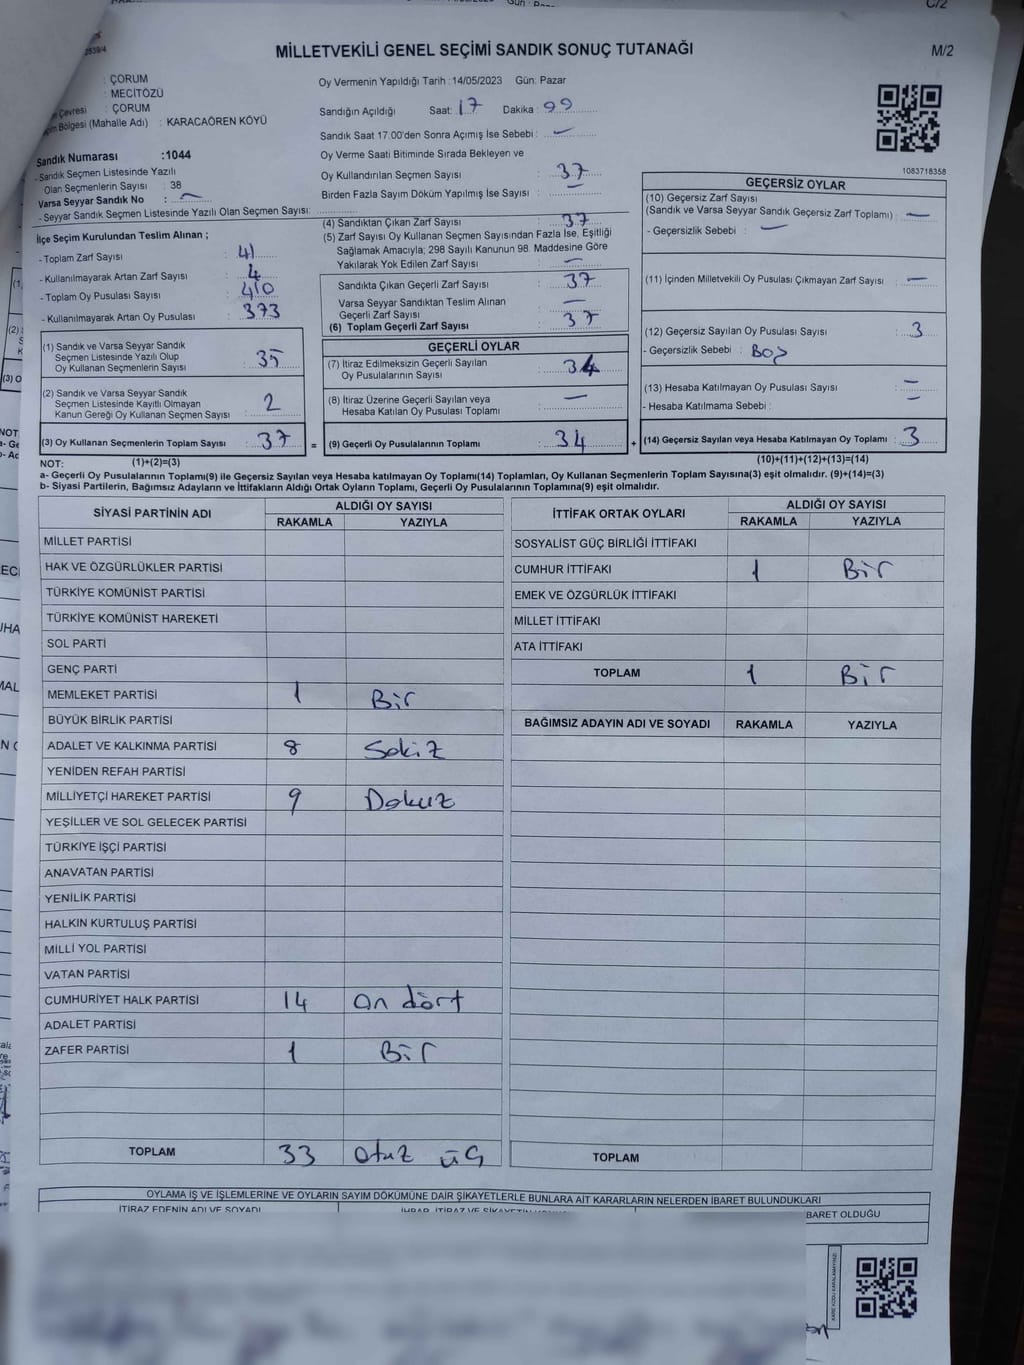 C/2
MİLLETVEKİLİ GENEL SEÇİMİ SANDIK SONUÇ TUTANAĞI
M/2
: ÇORUM
: MECİTÖZÜ
Çevresi : ÇORUM
Bölgesi (Mahalle Adı) : KARACAÖREN KÖYÜ
Sandık Numarası :1044
- Sandık Seçmen Listesinde Yazılı
Olan Seçmenlerin Sayısı : 38
Varsa Seyyar Sandık No : —
- Seyyar Sandık Seçmen Listesinde Yazılı Olan Seçmen Sayısı:
Oy Vermenin Yapıldığı Tarih : 14/05/2023 Gün: Pazar
Sandığın Açıldığı Saat: 17 Dakika : 99
Sandık Saat 17:00'den Sonra Açımış İse Sebebi : —
Oy Verme Saati Bitiminde Sırada Bekleyen ve
Oy Kullandırılan Seçmen Sayısı : 37
Birden Fazla Sayım Döküm Yapılmış İse Sayısı : —
1083718358
İlçe Seçim Kurulundan Teslim Alınan ;
- Toplam Zarf Sayısı : 41
- Kullanılmayarak Artan Zarf Sayısı : 4
- Toplam Oy Pusulası Sayısı : 410
- Kullanılmayarak Artan Oy Pusulası : 373
(4) Sandıktan Çıkan Zarf Sayısı : 37
(5) Zarf Sayısı Oy Kullanan Seçmen Sayısından Fazla İse, Eşitliği
Sağlamak Amacıyla; 298 Sayılı Kanunun 98. Maddesine Göre
Yakılarak Yok Edilen Zarf Sayısı : —
Sandıkta Çıkan Geçerli Zarf Sayısı : 37
Varsa Seyyar Sandıktan Teslim Alınan
Geçerli Zarf Sayısı : —
(6) Toplam Geçerli Zarf Sayısı : 37
GEÇERSİZ OYLAR
(10) Geçersiz Zarf Sayısı
(Sandık ve Varsa Seyyar Sandık Geçersiz Zarf Toplamı) : —
- Geçersizlik Sebebi : —
(11) İçinden Milletvekili Oy Pusulası Çıkmayan Zarf Sayısı : —
(12) Geçersiz Sayılan Oy Pusulası Sayısı : 3
- Geçersizlik Sebebi : BOŞ
(13) Hesaba Katılmayan Oy Pusulası Sayısı : —
- Hesaba Katılmama Sebebi : —
(1) Sandık ve Varsa Seyyar Sandık
Seçmen Listesinde Yazılı Olup
Oy Kullanan Seçmenlerin Sayısı : 35
(2) Sandık ve Varsa Seyyar Sandık
Seçmen Listesinde Kayıtlı Olmayan
Kanun Gereği Oy Kullanan Seçmen Sayısı : 2
GEÇERLİ OYLAR
(7) İtiraz Edilmeksizin Geçerli Sayılan
Oy Pusulalarının Sayısı : 34
(8) İtiraz Üzerine Geçerli Sayılan veya
Hesaba Katılan Oy Pusulası Toplamı : —
(3) Oy Kullanan Seçmenlerin Toplam Sayısı : 37 = (9) Geçerli Oy Pusulalarının Toplamı : 34 + (14) Geçersiz Sayılan veya Hesaba Katılmayan Oy Toplamı : 3
NOT: (1)+(2)=(3) (10)+(11)+(12)+(13)=(14)
a- Geçerli Oy Pusulalarının Toplamı(9) ile Geçersiz Sayılan veya Hesaba katılmayan Oy Toplamı(14) Toplamları, Oy Kullanan Seçmenlerin Toplam Sayısına(3) eşit olmalıdır. (9)+(14)=(3)
b- Siyasi Partilerin, Bağımsız Adayların ve İttifakların Aldığı Ortak Oyların Toplamı, Geçerli Oy Pusulalarının Toplamına(9) eşit olmalıdır.
SİYASİ PARTİNİN ADI ALDIĞI OY SAYISI
RAKAMLA YAZIYLA
MİLLET PARTİSİ
HAK VE ÖZGÜRLÜKLER PARTİSİ
TÜRKİYE KOMÜNİST PARTİSİ
TÜRKİYE KOMÜNİST HAREKETİ
SOL PARTİ
GENÇ PARTİ
MEMLEKET PARTİSİ 1 Bir
BÜYÜK BİRLİK PARTİSİ
ADALET VE KALKINMA PARTİSİ 8 Sekiz
YENİDEN REFAH PARTİSİ
MİLLİYETÇİ HAREKET PARTİSİ 9 Dokuz
YEŞİLLER VE SOL GELECEK PARTİSİ
TÜRKİYE İŞÇİ PARTİSİ
ANAVATAN PARTİSİ
YENİLİK PARTİSİ
HALKIN KURTULUŞ PARTİSİ
MİLLİ YOL PARTİSİ
VATAN PARTİSİ
CUMHURİYET HALK PARTİSİ 14 on dört
ADALET PARTİSİ
ZAFER PARTİSİ 1 Bir
TOPLAM 33 otuz üç
İTTİFAK ORTAK OYLARI ALDIĞI OY SAYISI
RAKAMLA YAZIYLA
SOSYALİST GÜÇ BİRLİĞİ İTTİFAKI
CUMHUR İTTİFAKI 1 Bir
EMEK VE ÖZGÜRLÜK İTTİFAKI
MİLLET İTTİFAKI
ATA İTTİFAKI
TOPLAM 1 Bir
BAĞIMSIZ ADAYIN ADI VE SOYADI RAKAMLA YAZIYLA
TOPLAM
OYLAMA İŞ VE İŞLEMLERİNE VE OYLARIN SAYIM DÖKÜMÜNE DAİR ŞİKAYETLERLE BUNLARA AİT KARARLARIN NELERDEN İBARET BULUNDUKLARI
İTİRAZ EDENİN ADI VE SOYADI
BARET OLDUĞU